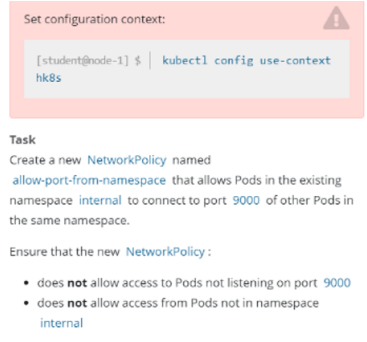 Set configuration context:
[student@node-1] $ | kubectl config use-context
hk8s
Task
Create a new NetworkPolicy named
allow-port-from-namespace that allows Pods in the existing
namespace internal to connect to port 9000 of other Pods in
the same namespace.
Ensure that the new NetworkPolicy :
• does not allow access to Pods not listening on port 9000
• does not allow access from Pods not in namespace
internal